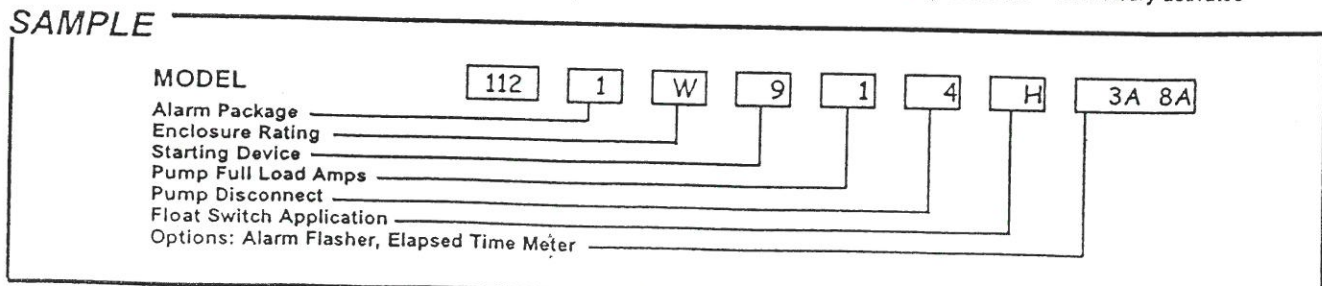 SAMPLE
MODEL 112 1 W 9 1 4 H 3A 8A
Alarm Package
Enclosure Rating
Starting Device
Pump Full Load Amps
Pump Disconnect
Float Switch Application
Options: Alarm Flasher, Elapsed Time Meter